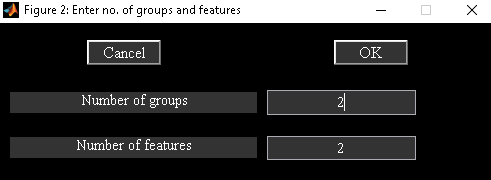 Figure 2: Enter no. of groups and features
Cancel OK
Number of groups 2
Number of features 2